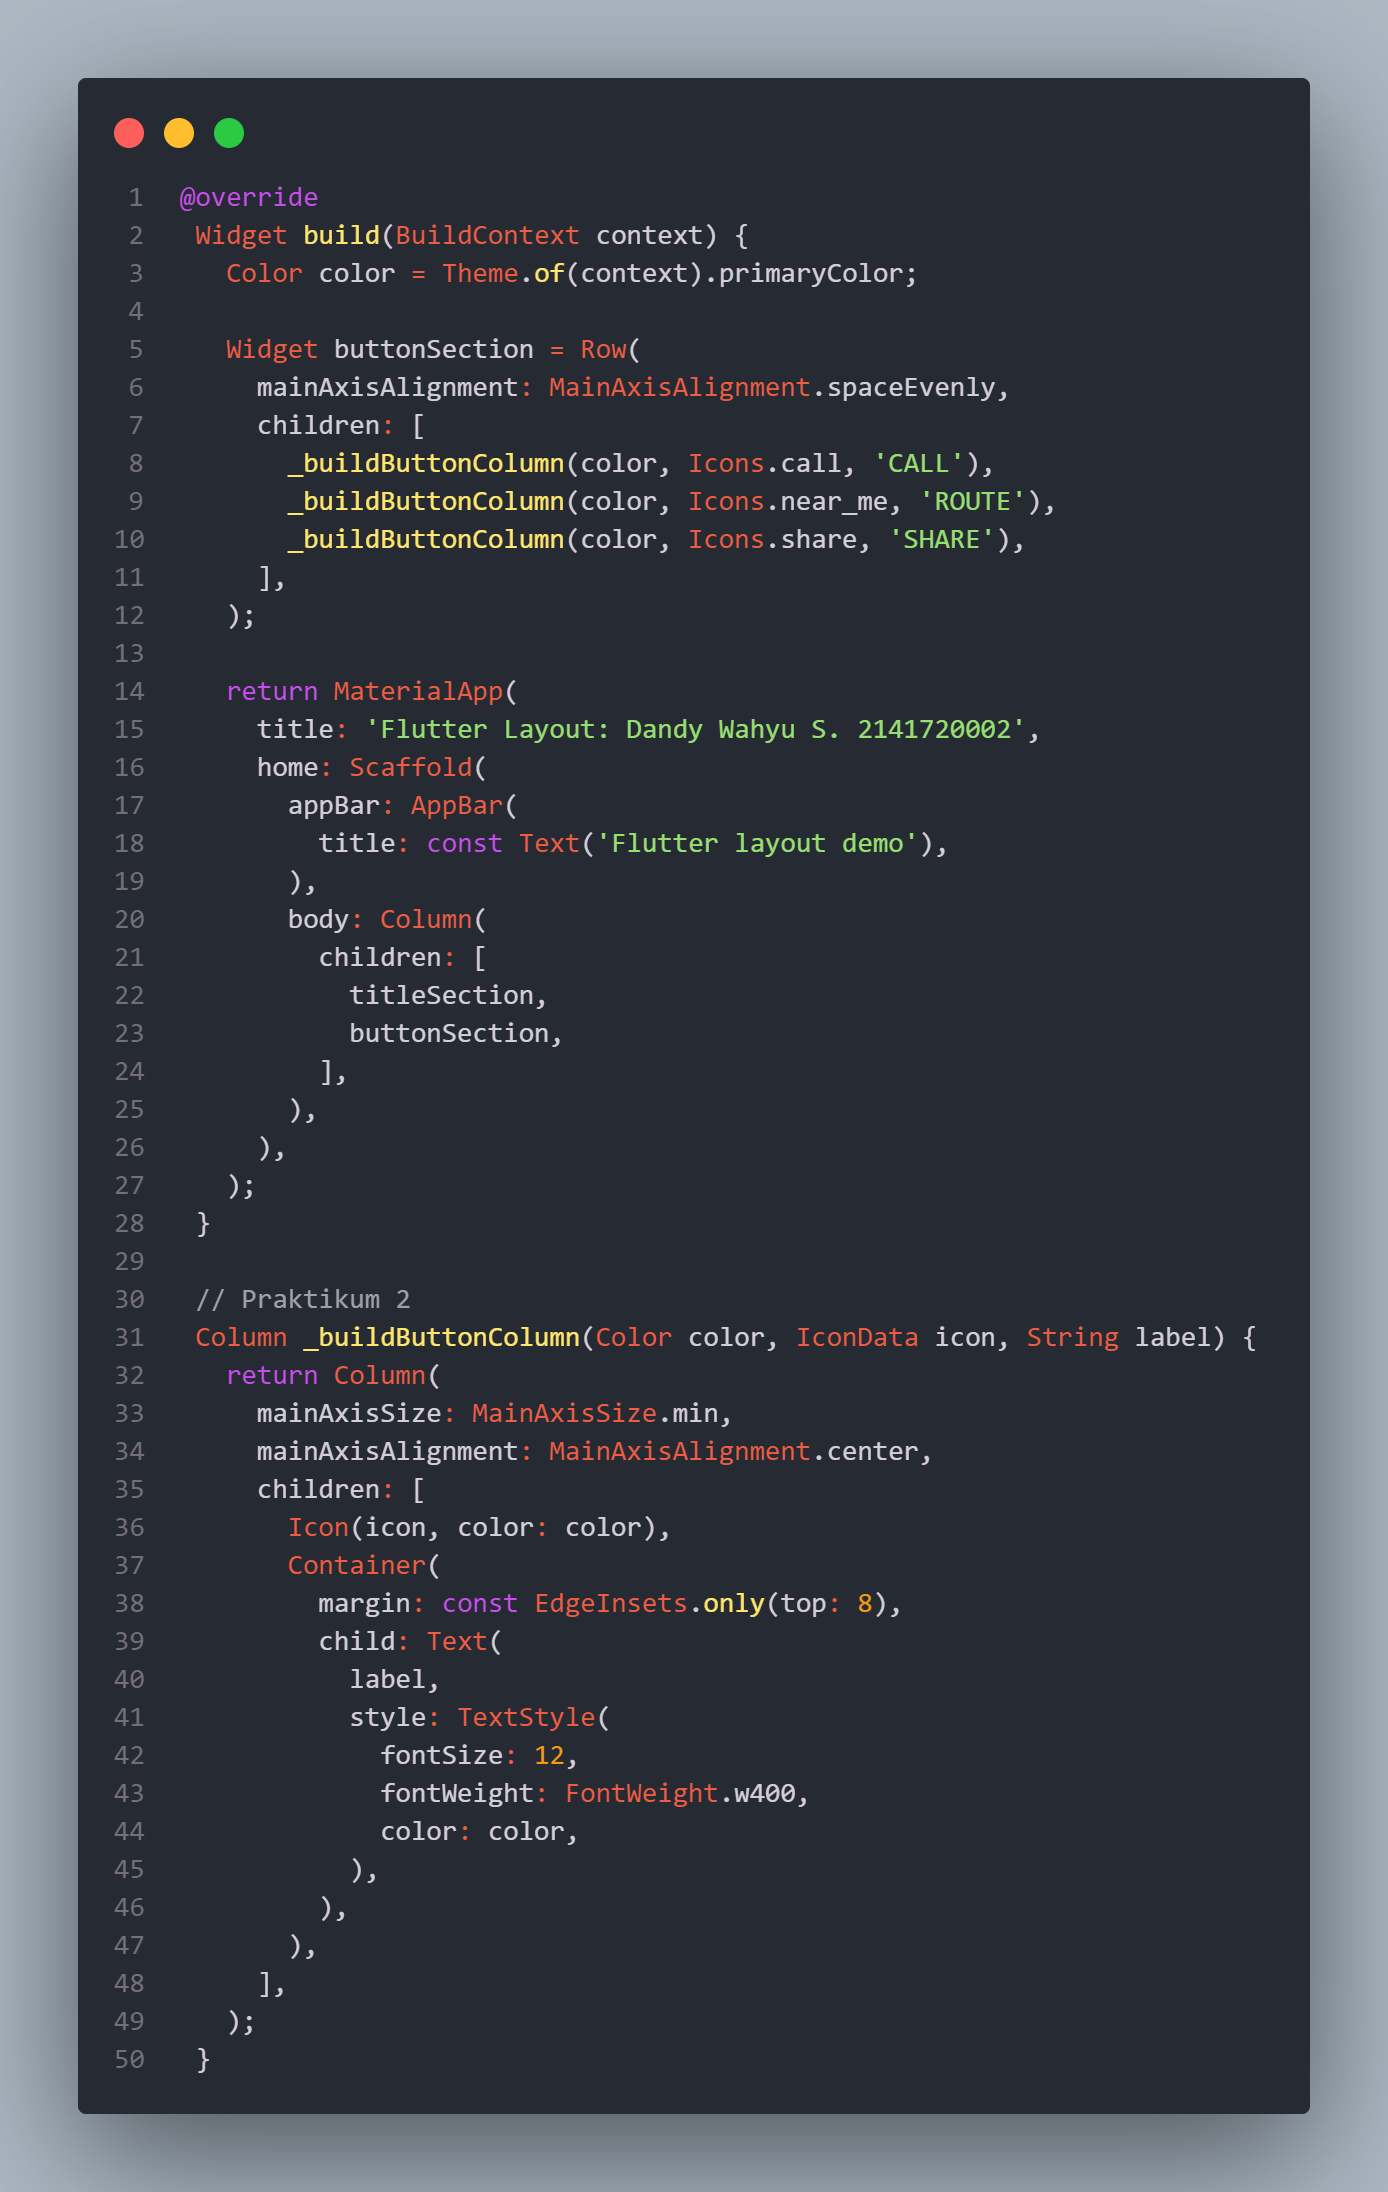 1 @override
2  Widget build(BuildContext context) {
3    Color color = Theme.of(context).primaryColor;
4
5    Widget buttonSection = Row(
6      mainAxisAlignment: MainAxisAlignment.spaceEvenly,
7      children: [
8        _buildButtonColumn(color, Icons.call, 'CALL'),
9        _buildButtonColumn(color, Icons.near_me, 'ROUTE'),
10        _buildButtonColumn(color, Icons.share, 'SHARE'),
11      ],
12    );
13
14    return MaterialApp(
15      title: 'Flutter Layout: Dandy Wahyu S. 2141720002',
16      home: Scaffold(
17        appBar: AppBar(
18          title: const Text('Flutter layout demo'),
19        ),
20        body: Column(
21          children: [
22            titleSection,
23            buttonSection,
24          ],
25        ),
26      ),
27    );
28  }
29
30  // Praktikum 2
31  Column _buildButtonColumn(Color color, IconData icon, String label) {
32    return Column(
33      mainAxisSize: MainAxisSize.min,
34      mainAxisAlignment: MainAxisAlignment.center,
35      children: [
36        Icon(icon, color: color),
37        Container(
38          margin: const EdgeInsets.only(top: 8),
39          child: Text(
40            label,
41            style: TextStyle(
42              fontSize: 12,
43              fontWeight: FontWeight.w400,
44              color: color,
45            ),
46          ),
47        ),
48      ],
49    );
50  }